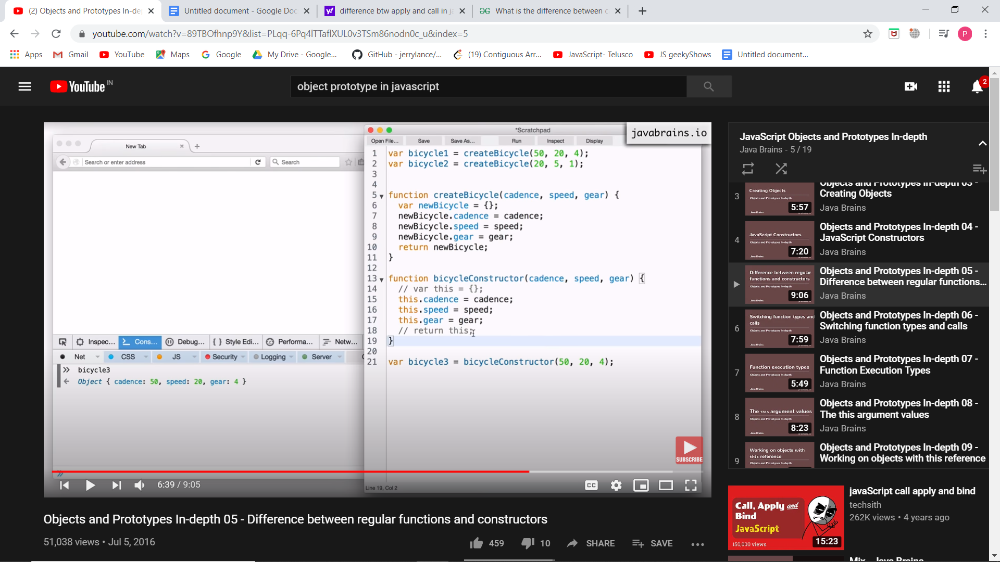 (2) Objects and Prototypes In-de
Untitled document - Google Doc
difference btw apply and call in ja
What is the difference between c
youtube.com/watch?v=89TBOfhnp9Y&list=PLqq-6Pq4lTTaflXUL0v3TSm86nodn0c_u&index=5
P
Apps
Gmail
YouTube
Maps
Google
My Drive - Google...
GitHub - jerrylance/...
(19) Contiguous Arr...
JavaScript- Telusco
JS geekyShows
Untitled document...
YouTube IN
object prototype in javascript
2
New Tab
Search or enter address
Search
*Scratchpad
javabrains.io
Open File...
Save
Save As...
Run
Inspect
Display
1 var bicycle1 = createBicycle(50, 20, 4);
2 var bicycle2 = createBicycle(20, 5, 1);
3
4
5 function createBicycle(cadence, speed, gear) {
6 var newBicycle = {};
7 newBicycle.cadence = cadence;
8 newBicycle.speed = speed;
9 newBicycle.gear = gear;
10 return newBicycle;
11 }
12
13 function bicycleConstructor(cadence, speed, gear) {
14 // var this = {};
15 this.cadence = cadence;
16 this.speed = speed;
17 this.gear = gear;
18 // return this;
19 }
20
21 var bicycle3 = bicycleConstructor(50, 20, 4);
Inspec...
Cons...
Debug...
Style Edi...
Performa...
Netw...
Net
CSS
JS
Security
Logging
Server
bicycle3
Object { cadence: 50, speed: 20, gear: 4 }
SUBSCRIBE
6:39 / 9:05
Line 19, Col 2
CC
Objects and Prototypes In-depth 05 - Difference between regular functions and constructors
51,038 views • Jul 5, 2016
459
10
SHARE
SAVE
JavaScript Objects and Prototypes In-depth
Java Brains - 5 / 19
3
Creating Objects
Objects and Prototypes In-depth
Java Brains
5:57
Objects and Prototypes In-depth 03 -
Creating Objects
Java Brains
4
JavaScript Constructors
Objects and Prototypes In-depth
Java Brains
7:20
Objects and Prototypes In-depth 04 -
JavaScript Constructors
Java Brains
Difference between regular
functions and constructors
Objects and Prototypes In-depth
Java Brains
9:06
Objects and Prototypes In-depth 05 -
Difference between regular functions...
Java Brains
6
Switching function types and
calls
Objects and Prototypes In-depth
Java Brains
7:59
Objects and Prototypes In-depth 06 -
Switching function types and calls
Java Brains
7
Function execution types
Objects and Prototypes In-depth
Java Brains
5:49
Objects and Prototypes In-depth 07 -
Function Execution Types
Java Brains
8
The this argument values
Objects and Prototypes In-depth
Java Brains
8:23
Objects and Prototypes In-depth 08 -
The this argument values
Java Brains
9
Working on objects with
this reference
Objects and Prototypes In-depth
Objects and Prototypes In-depth 09 -
Working on objects with this reference
Call, Apply and
Bind
JavaScript
150,000 views
15:23
javaScript call apply and bind
techsith
262K views • 4 years ago
Mix - Java Brains